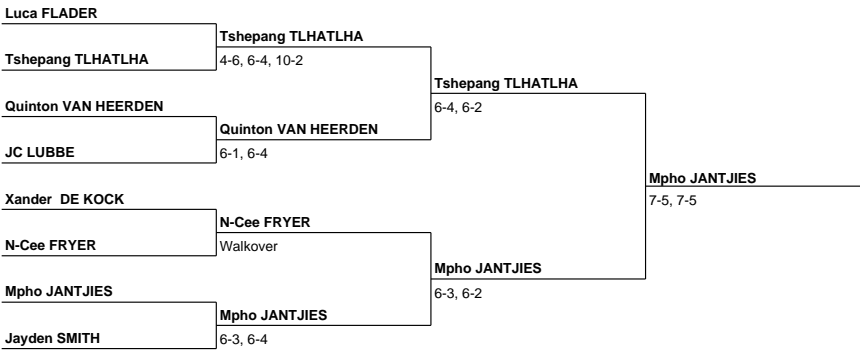 Luca FLADER
Tshepang TLHATLHA
Tshepang TLHATLHA
4-6, 6-4, 10-2
Tshepang TLHATLHA
6-4, 6-2
Quinton VAN HEERDEN
Quinton VAN HEERDEN
6-1, 6-4
JC LUBBE
Mpho JANTJIES
7-5, 7-5
Xander DE KOCK
N-Cee FRYER
N-Cee FRYER
Walkover
Mpho JANTJIES
6-3, 6-2
Mpho JANTJIES
Mpho JANTJIES
6-3, 6-4
Jayden SMITH